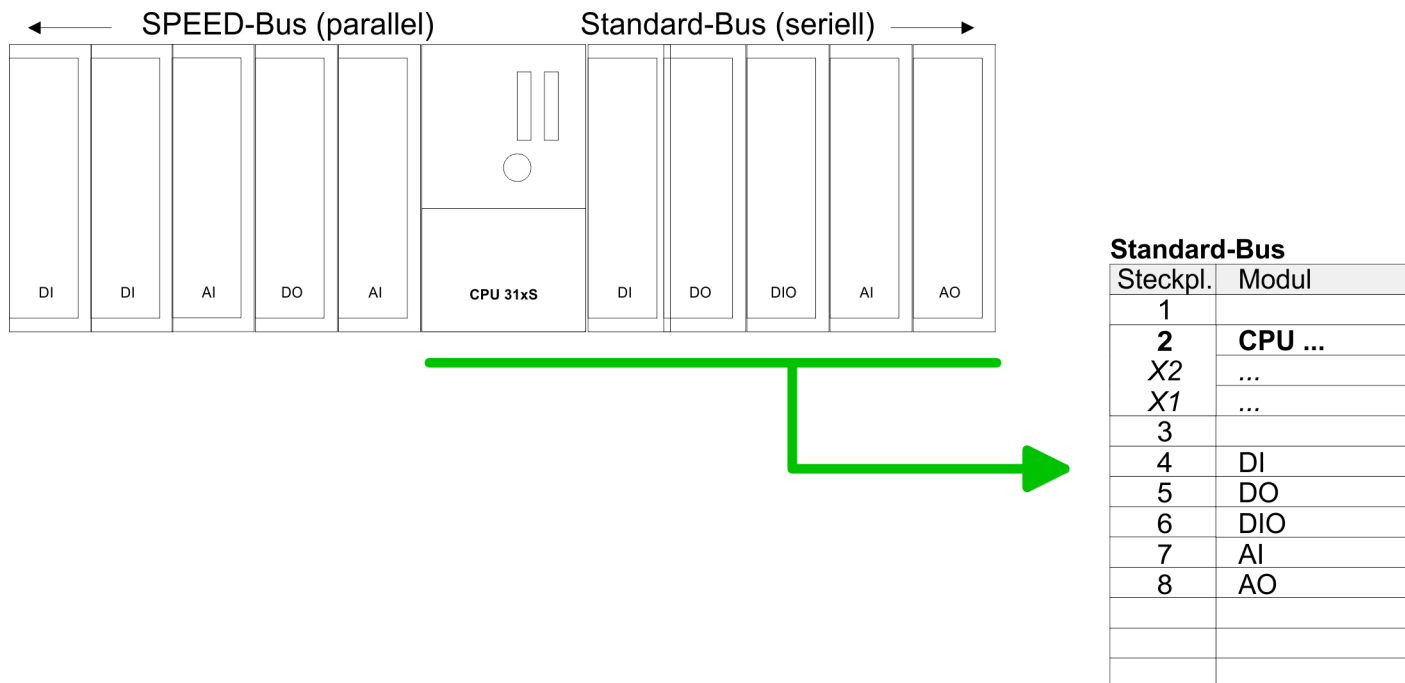 SPEED-Bus (parallel) Standard-Bus (seriell)
DI DI AI DO AI CPU 31xS DI DO DIO AI AO
Standard-Bus
Steckpl. Modul
1
2 CPU ...
X2 ...
X1 ...
3
4 DI
5 DO
6 DIO
7 AI
8 AO